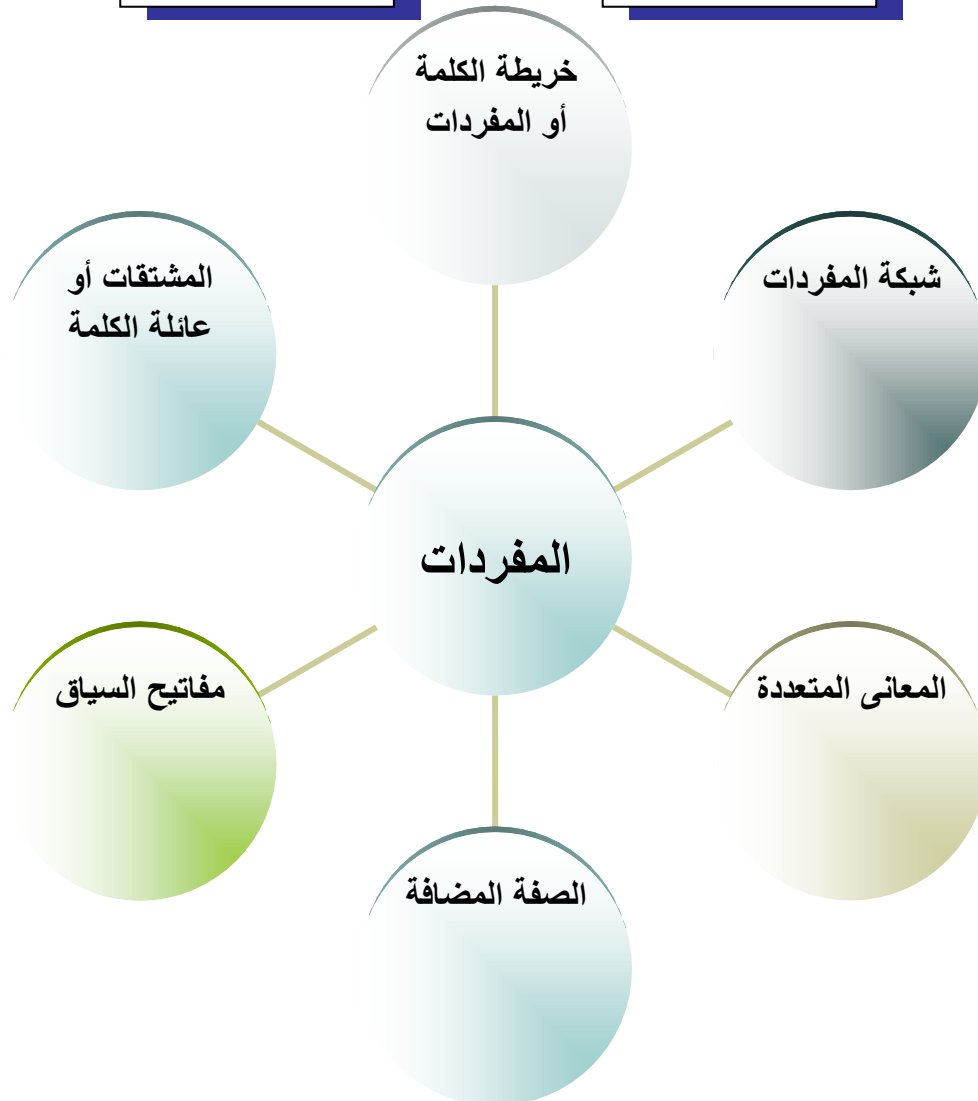 خريطة الكلمة
أو المفردات
شبكة المفردات
المشتقات أو
عائلة الكلمة
المفردات
المعانى المتعددة
مفاتيح السياق
الصفة المضافة